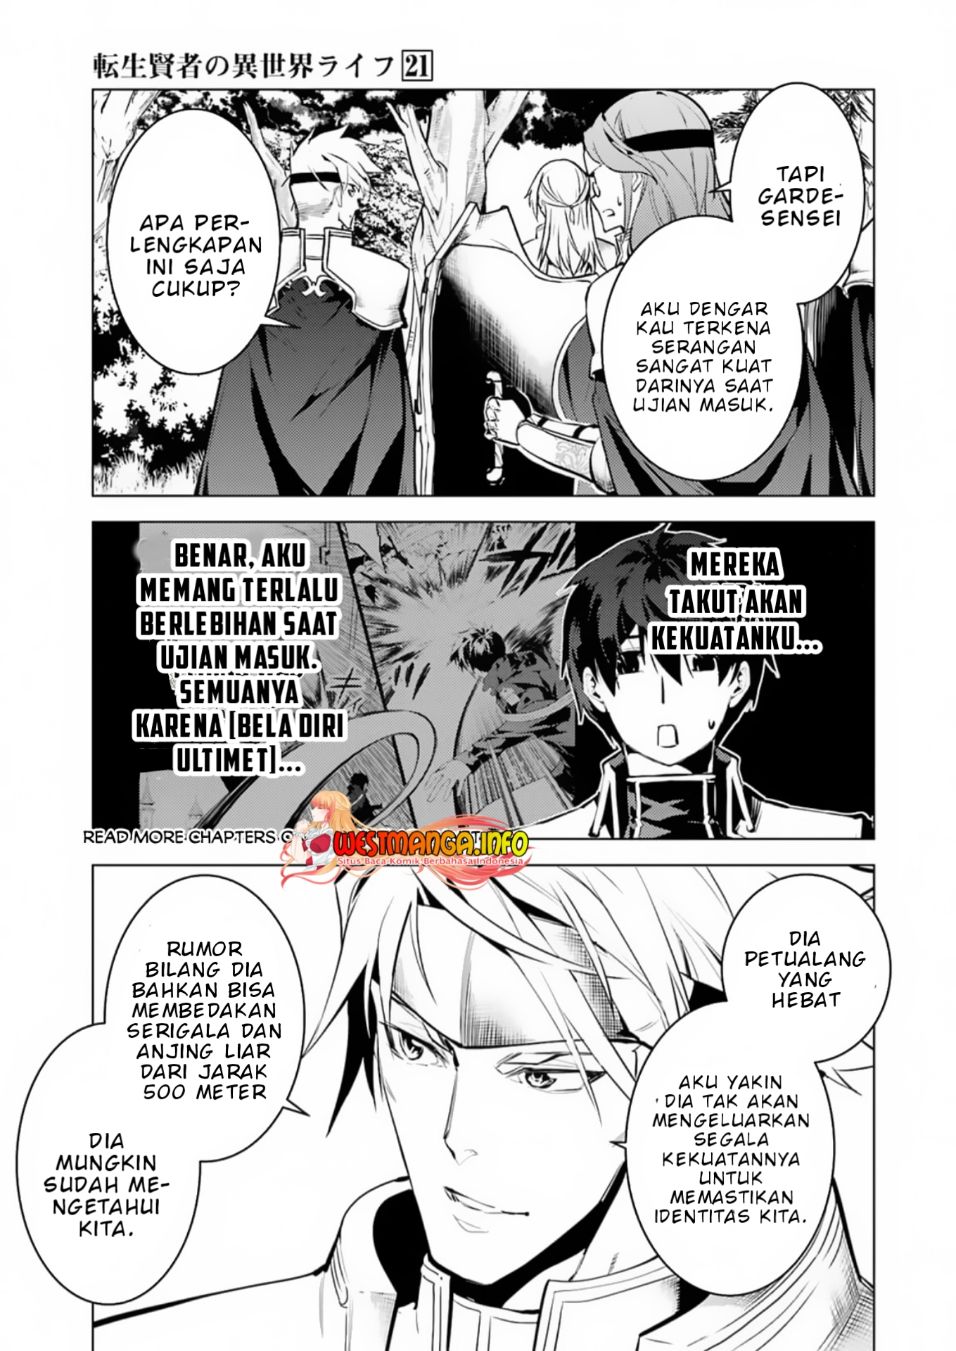 転生賢者の異世界ライフ 21
TAPI
GARDE-
SENSEI
AKU DENGAR
KAU TERKENA
SERANGAN
SANGAT KUAT
DARINYA SAAT
UJIAN MASUK.
APA PER-
LENGKAPAN
INI SAJA
CUKUP?
MEREKA
TAKUT AKAN
KEKUATANKU...
BENAR, AKU
MEMANG TERLALU
BERLEBIHAN SAAT
UJIAN MASUK.
SEMUANYA
KARENA [BELA DIRI
ULTIMET]...
READ MORE CHAPTERS O
WESTMANGA.INFO
Situs Baca Komik Berbahasa Indonesia
DIA
PETUALANG
YANG
HEBAT
AKU YAKIN
DIA TAK AKAN
MENGELUARKAN
SEGALA
KEKUATANNYA
UNTUK
MEMASTIKAN
IDENTITAS KITA.
RUMOR
BILANG DIA
BAHKAN BISA
MEMBEDAKAN
SERIGALA DAN
ANJING LIAR
DARI JARAK
500 METER
DIA
MUNGKIN
SUDAH ME-
NGETAHUI
KITA.